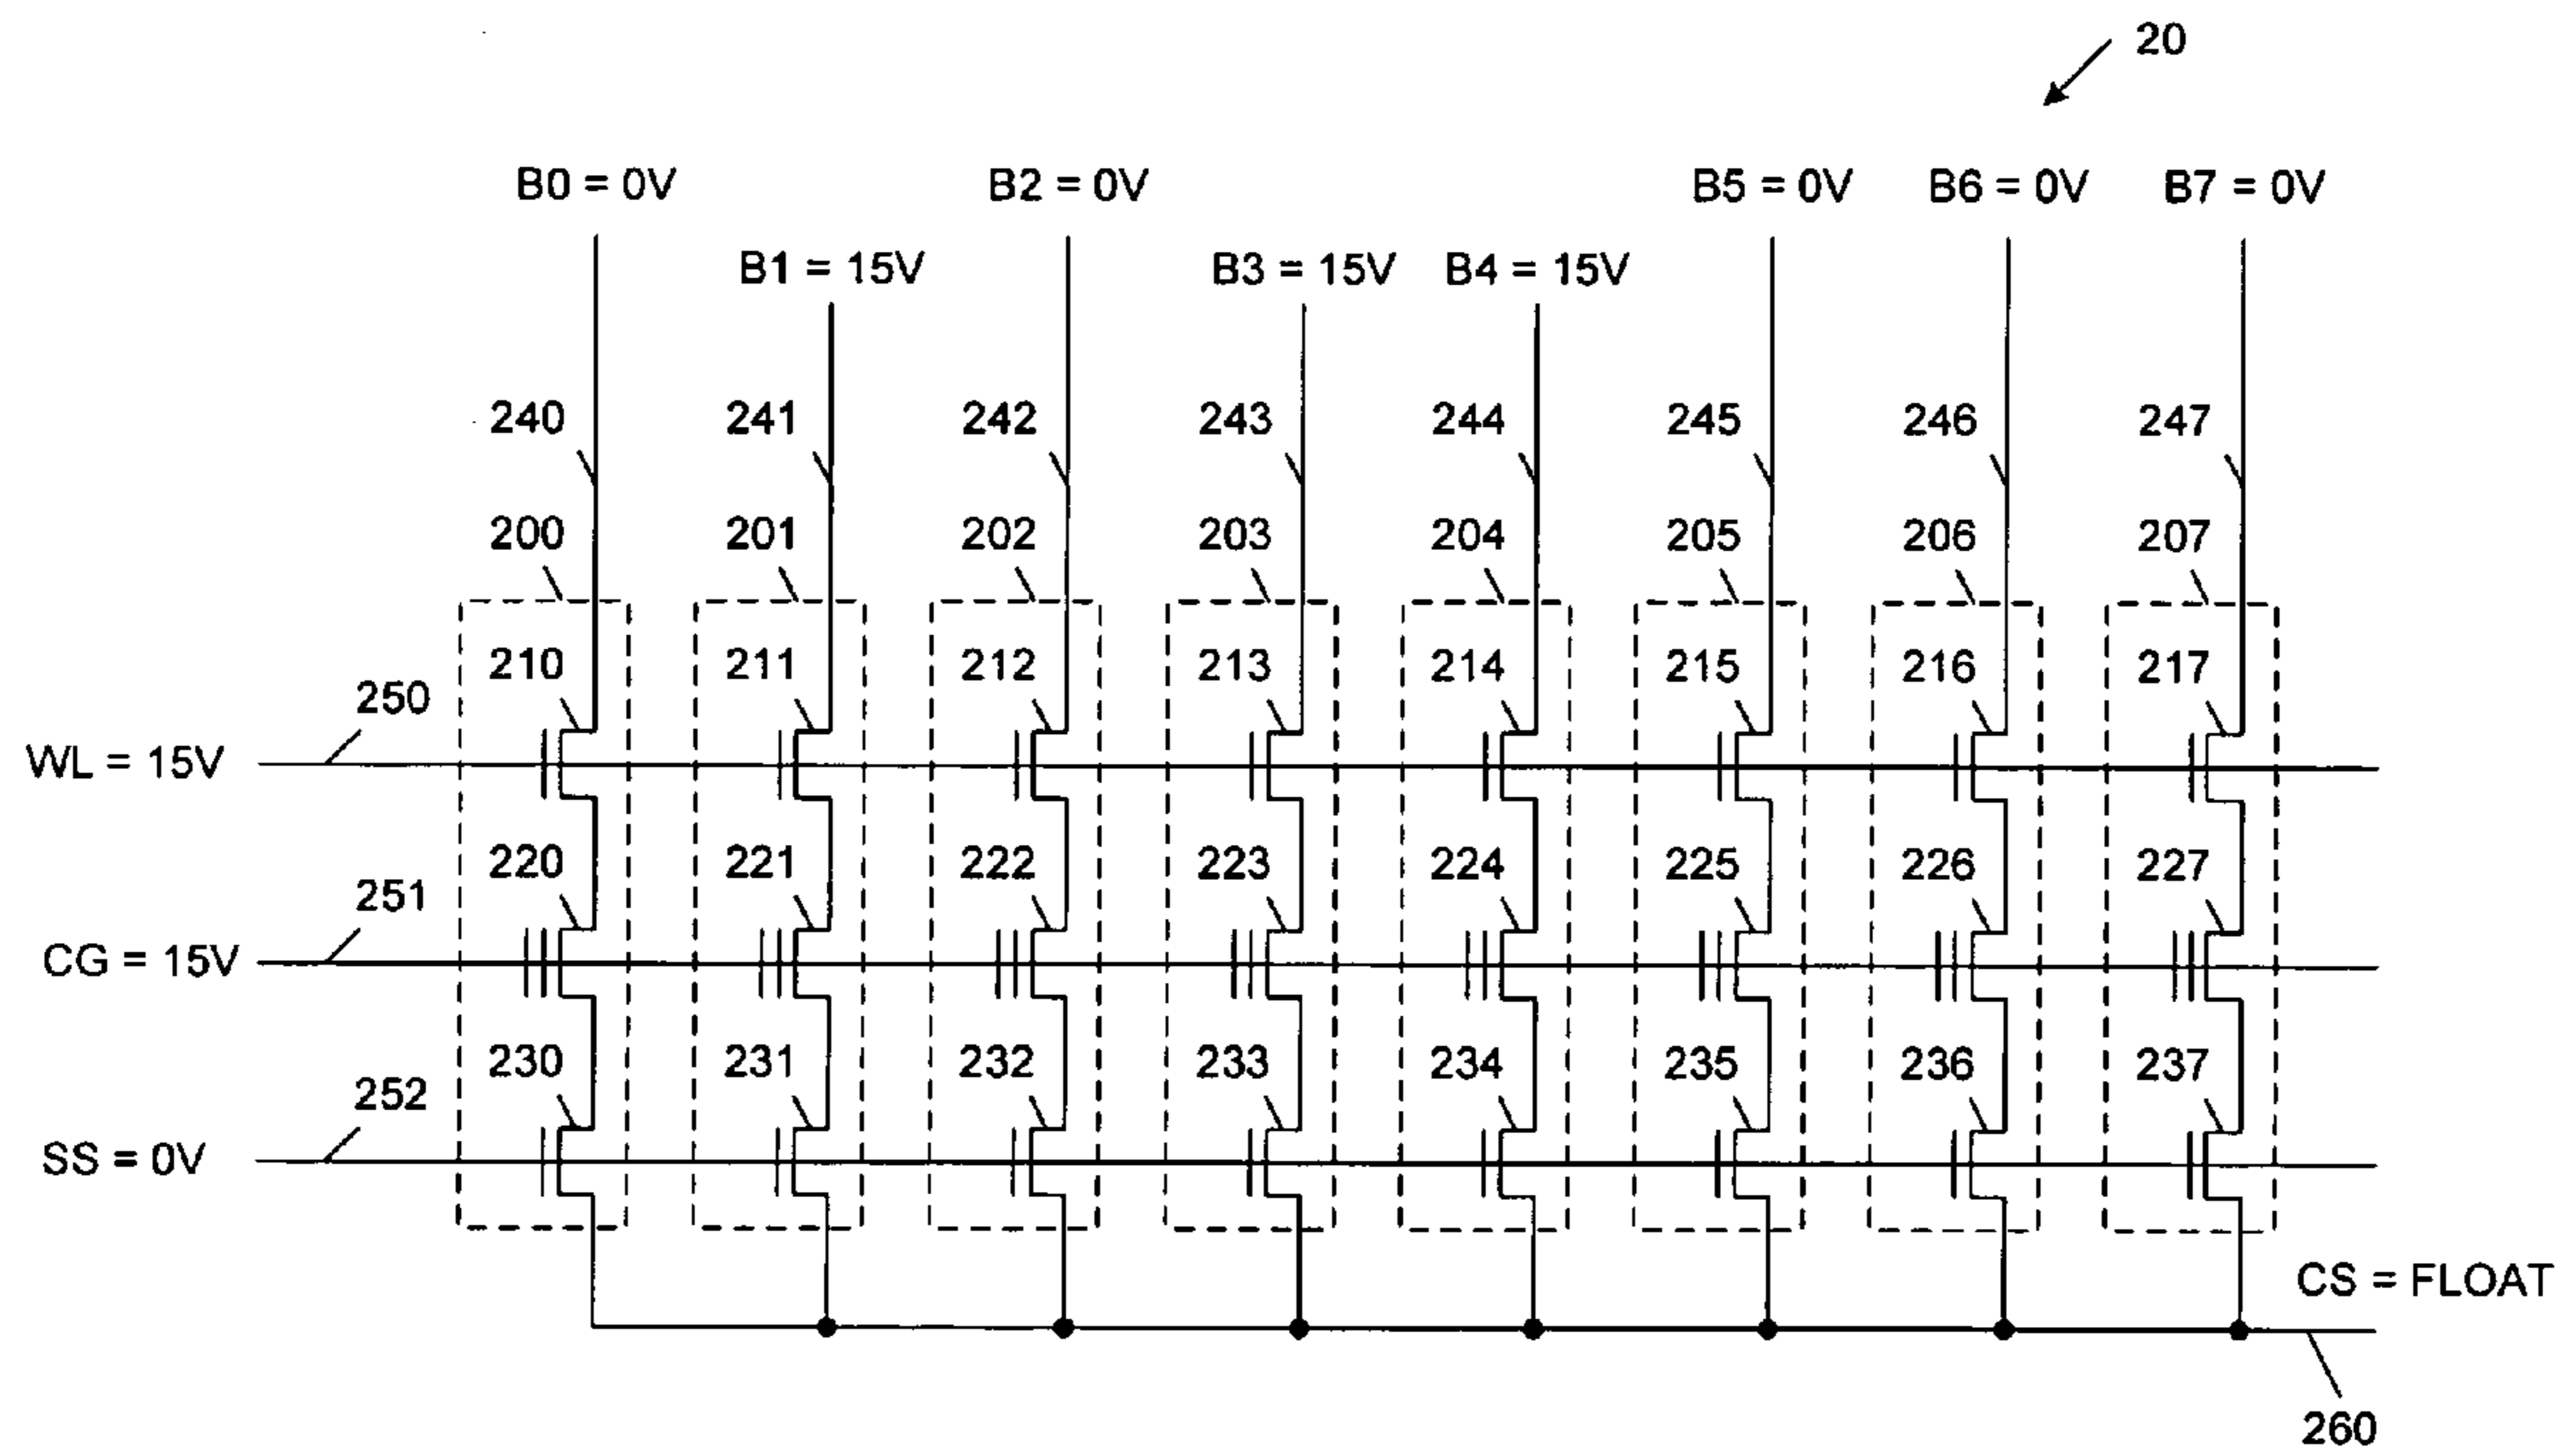 20
B0 = 0V B2 = 0V B5 = 0V B6 = 0V B7 = 0V
B1 = 15V B3 = 15V B4 = 15V
240 241 242 243 244 245 246 247
200 201 202 203 204 205 206 207
210 211 212 213 214 215 216 217
250
WL = 15V
220 221 222 223 224 225 226 227
251
CG = 15V
230 231 232 233 234 235 236 237
252
SS = 0V
CS = FLOAT
260